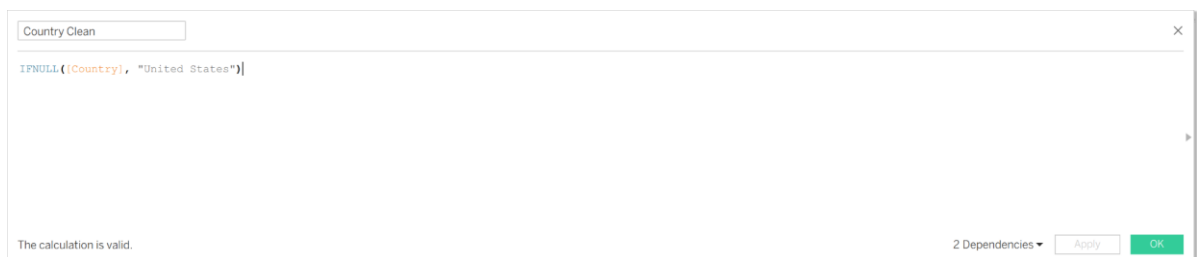 Country Clean
IFNULL([Country], "United States")
The calculation is valid.
2 Dependencies
Apply
OK